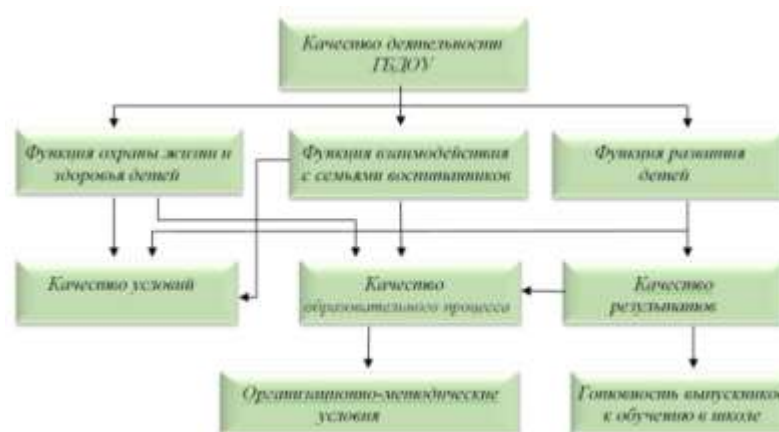 Качество деятельности
ГБДОУ
Функция охраны жизни и
здоровья детей
Функция взаимодействия
с семьями воспитанников
Функция развития
детей
Качество условий
Качество
образовательного процесса
Качество
результатов
Организационно-методические
условия
Готовность выпускников
к обучению в школе